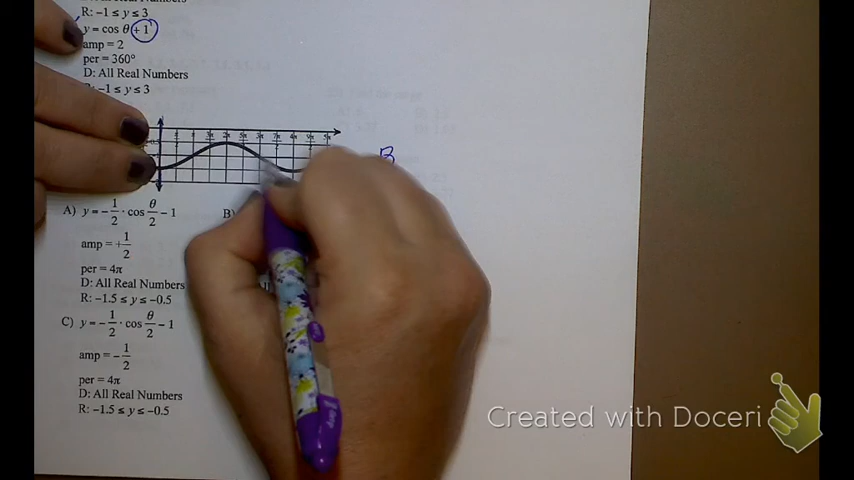 R: −1 ≤ y ≤ 3
y = cos θ + 1
amp = 2
per = 360°
D: All Real Numbers
R: −1 ≤ y ≤ 3
B
A) y = −1/2 · cos θ/2 − 1
B)
amp = +1/2
per = 4π
D: All Real Numbers
R: −1.5 ≤ y ≤ −0.5
C) y = −1/2 · cos θ/2 − 1
amp = −1/2
per = 4π
D: All Real Numbers
R: −1.5 ≤ y ≤ −0.5
Created with Doceri